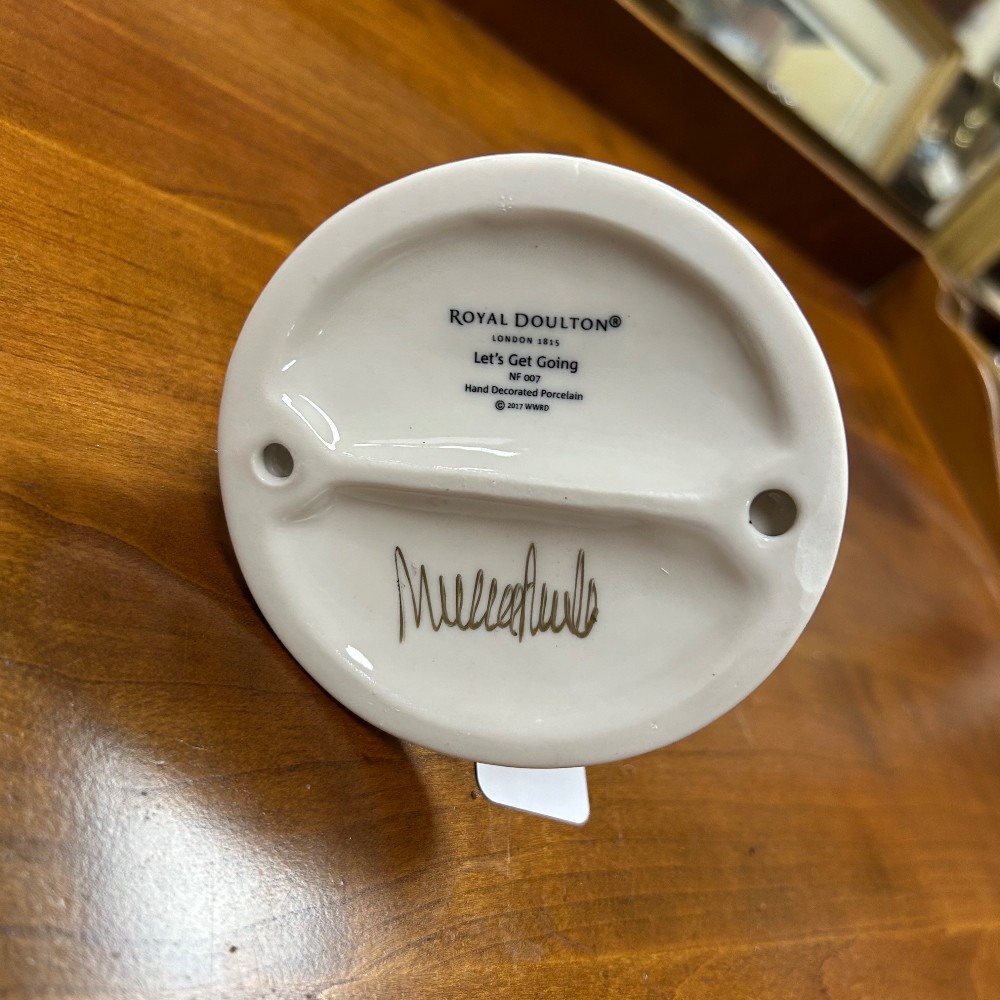 ROYAL DOULTON®
LONDON 1815
Let's Get Going
NF 007
Hand Decorated Porcelain
© 2017 WWRD